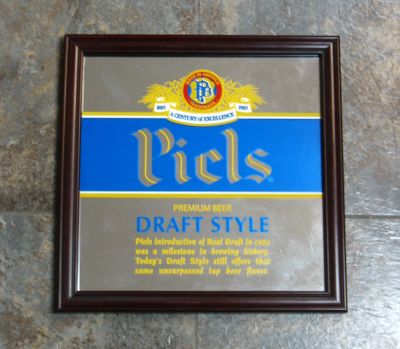 1883 1983
A CENTURY of EXCELLENCE
Piels
PREMIUM BEER
DRAFT STYLE
Piels Introduction of Real Draft in cans
was a milestone in brewing history.
Today's Draft Style still offers that
same unsurpassed tap beer flavor.